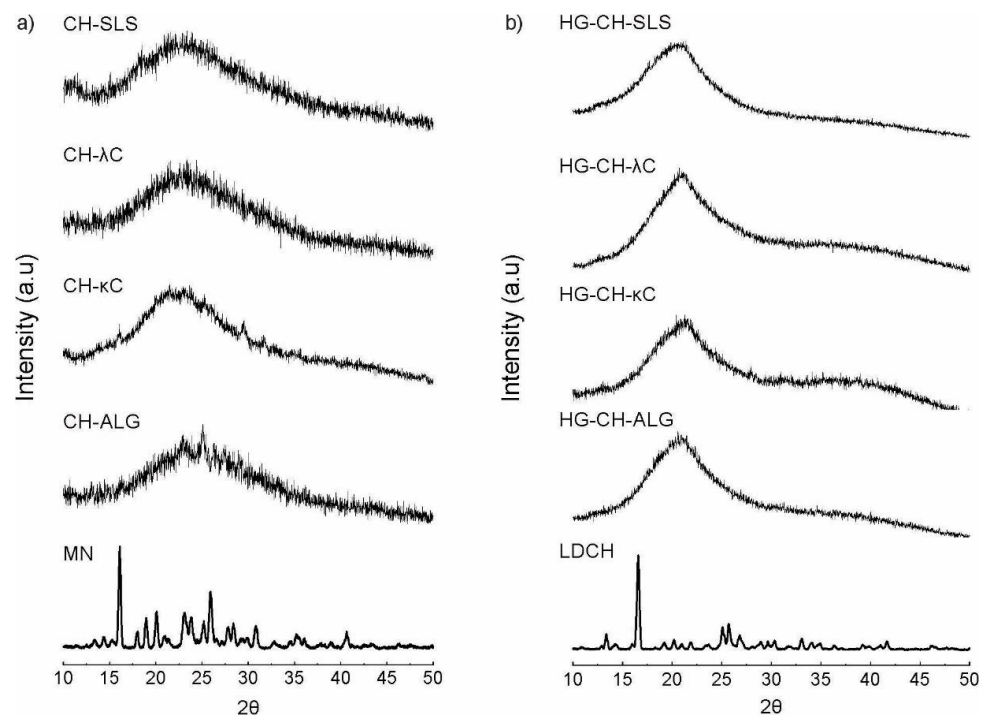 a)
CH-SLS
CH-λC
CH-κC
CH-ALG
MN
Intensity (a.u)
10 15 20 25 30 35 40 45 50
2θ
b)
HG-CH-SLS
HG-CH-λC
HG-CH-κC
HG-CH-ALG
LDCH
Intensity (a.u)
10 15 20 25 30 35 40 45 50
2θ